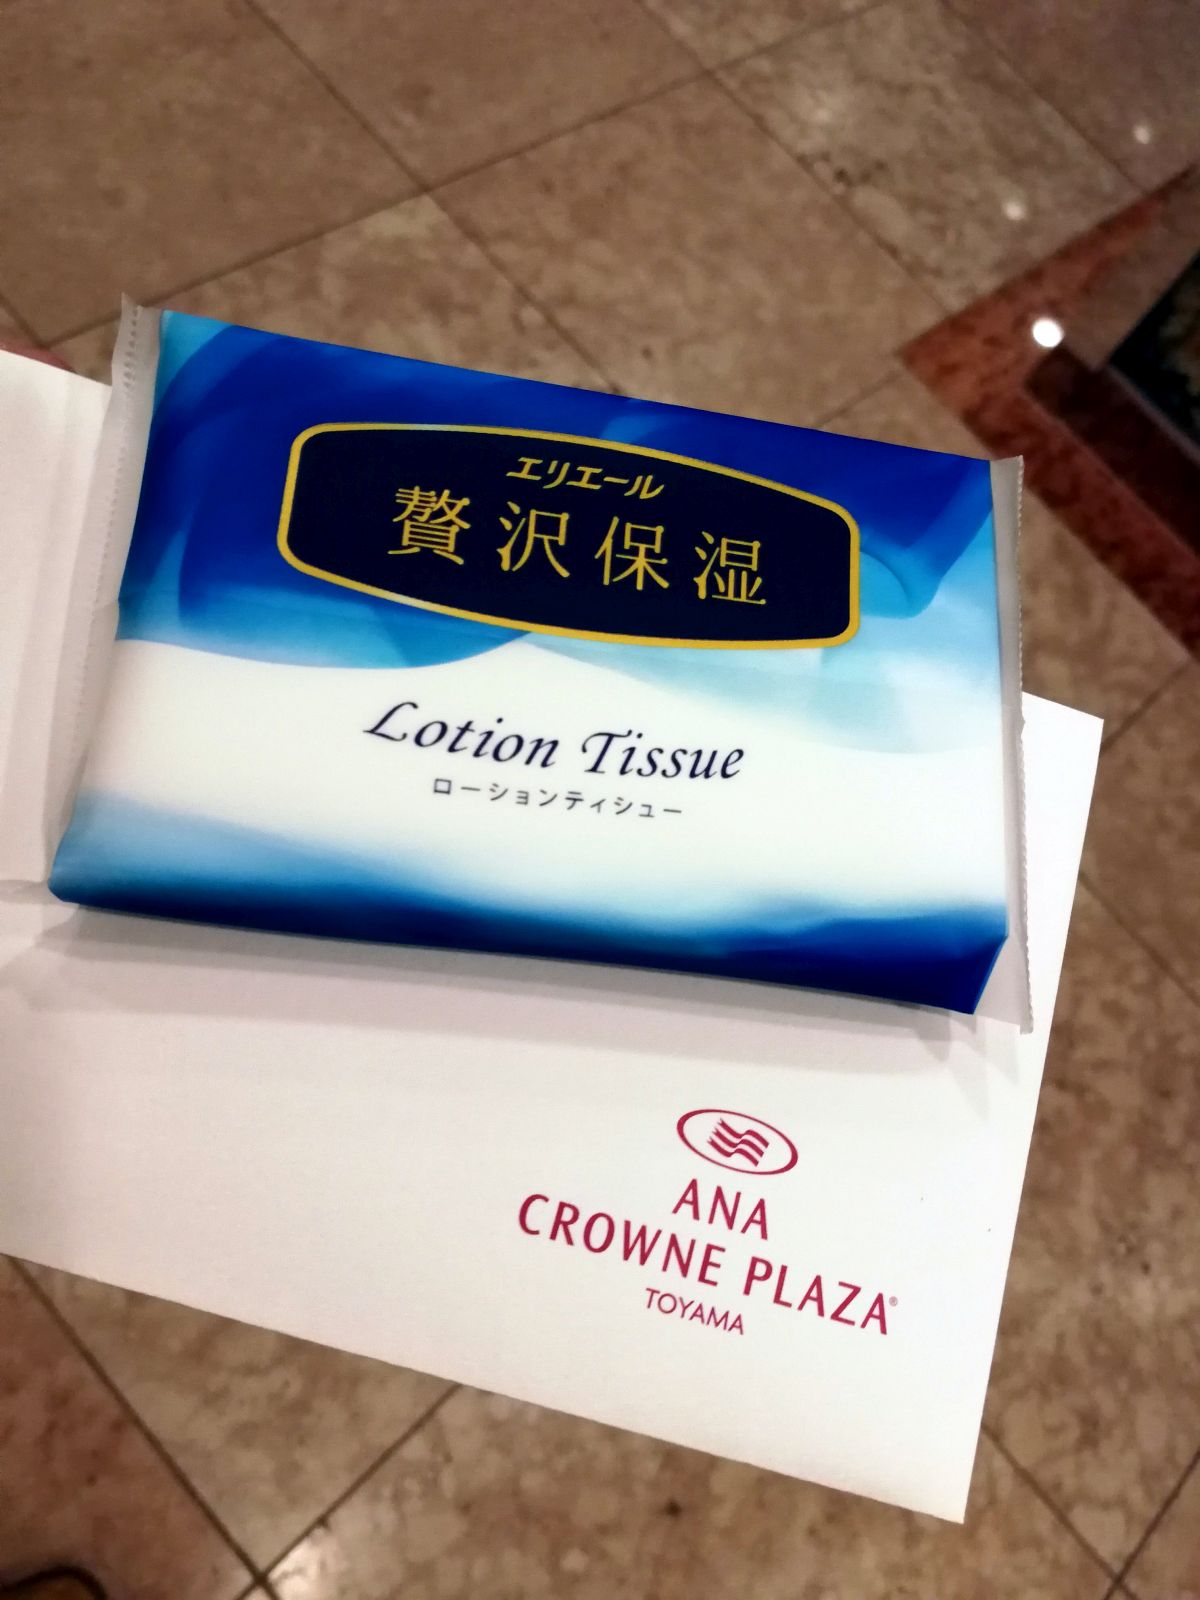 エリエール
贅沢保湿
Lotion Tissue
ローションティシュー
ANA
CROWNE PLAZA®
TOYAMA